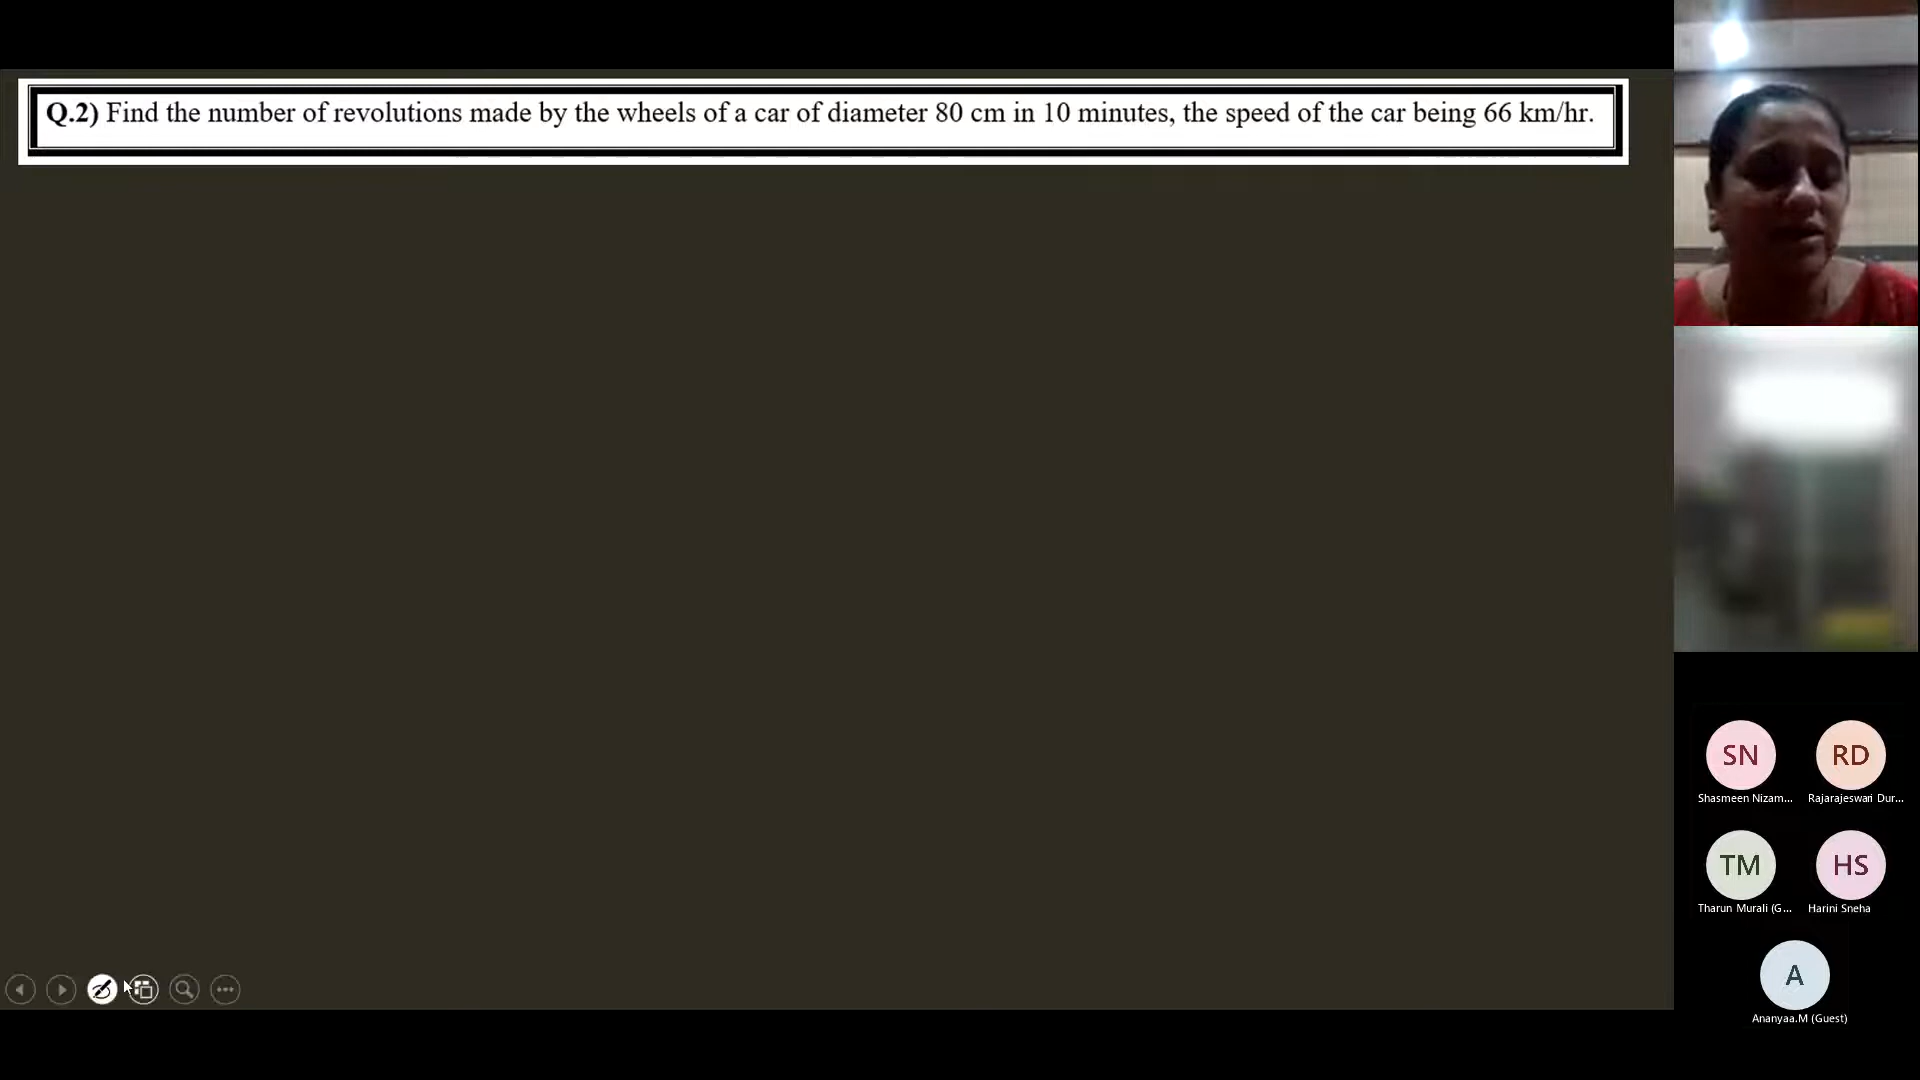 Q.2) Find the number of revolutions made by the wheels of a car of diameter 80 cm in 10 minutes, the speed of the car being 66 km/hr.
SN
RD
Shasmeen Nizam...
Rajarajeswari Dur...
TM
HS
Tharun Murali (G...
Harini Sneha
A
Ananyaa.M (Guest)